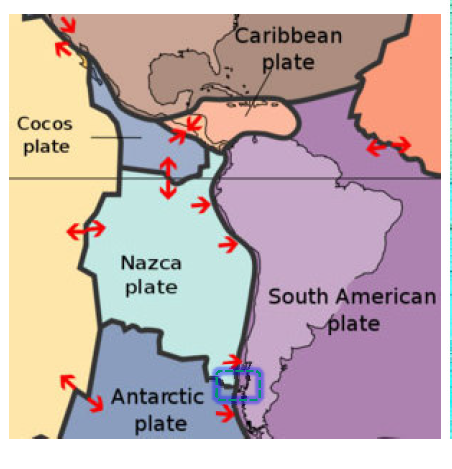 Caribbean
plate
Cocos
plate
Nazca
plate
South American
plate
Antarctic
plate